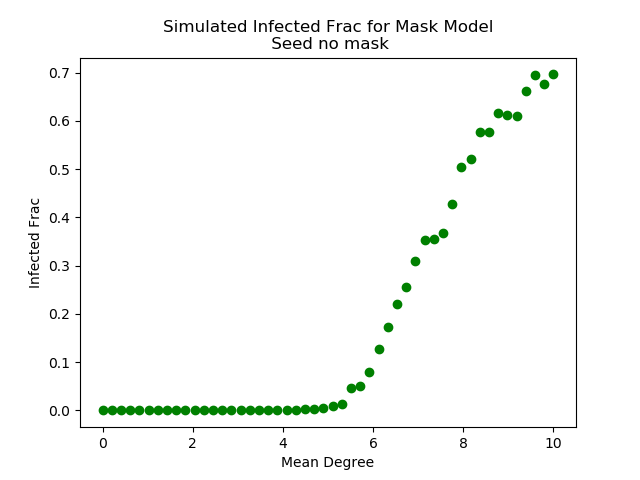 Simulated Infected Frac for Mask Model
Seed no mask
0.7
0.6
0.5
0.4
0.3
0.2
0.1
0.0
Infected Frac
0 2 4 6 8 10
Mean Degree